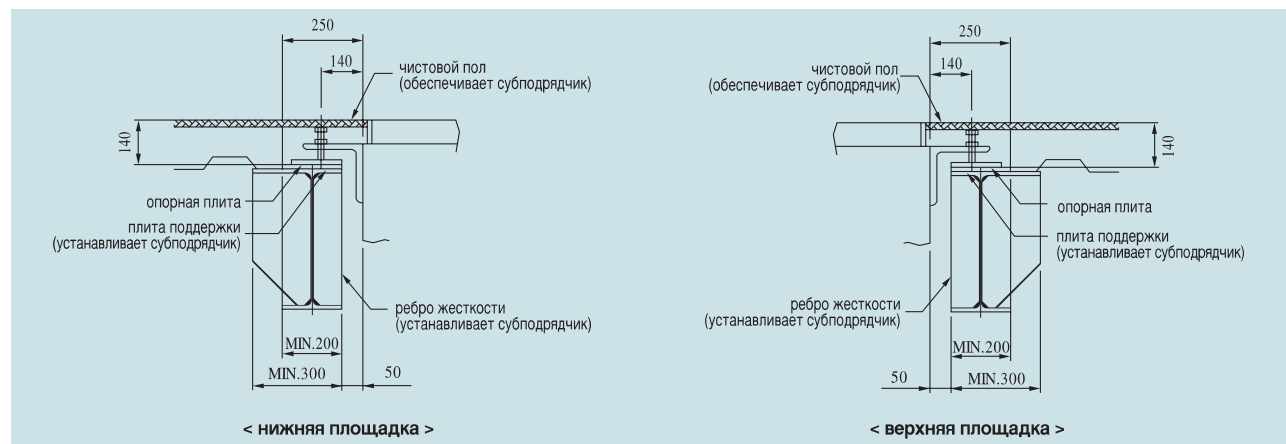 250
140
чистовой пол
(обеспечивает субподрядчик)
140
опорная плита
плита поддержки
(устанавливает субподрядчик)
ребро жесткости
(устанавливает субподрядчик)
MIN.200
MIN.300
50
< нижняя площадка >
250
140
чистовой пол
(обеспечивает субподрядчик)
140
опорная плита
плита поддержки
(устанавливает субподрядчик)
ребро жесткости
(устанавливает субподрядчик)
MIN.200
50
MIN.300
< верхняя площадка >